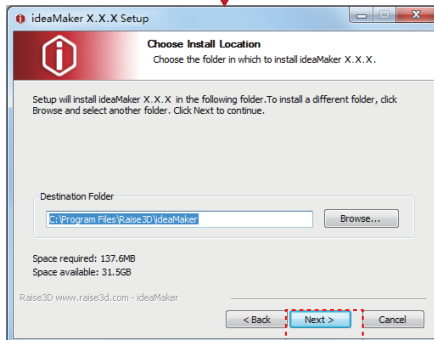 ideaMaker X.X.X Setup
Choose Install Location
Choose the folder in which to install ideaMaker X.X.X.
Setup will install ideaMaker X.X.X in the following folder.To install a different folder, click
Browse and select another folder. Click Next to continue.
Destination Folder
C:\Program Files\Raise3D\ideaMaker
Browse...
Space required: 137.6MB
Space available: 31.5GB
Raise3D www.raise3d.com - ideaMaker
< Back
Next >
Cancel